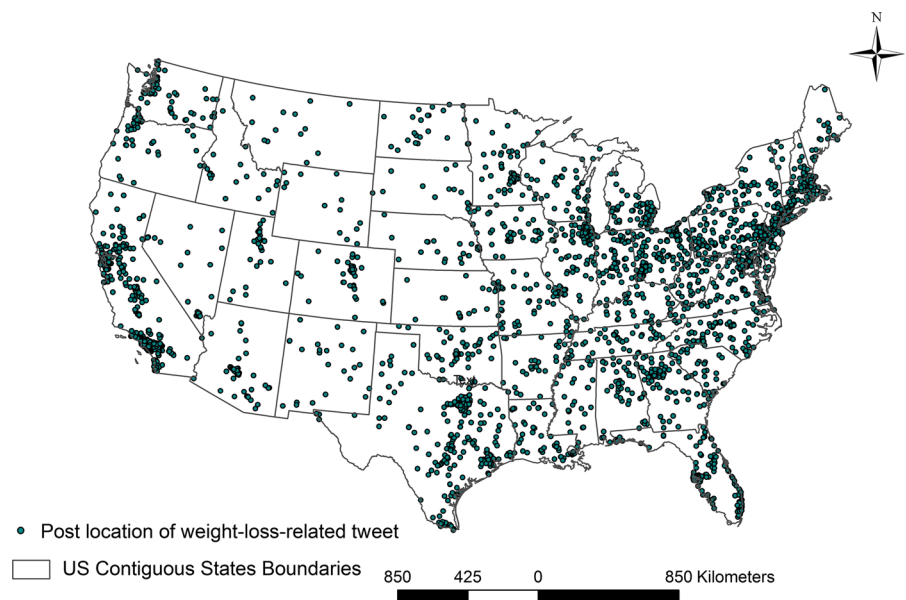 N
Post location of weight-loss-related tweet
US Contiguous States Boundaries
850 425 0 850 Kilometers